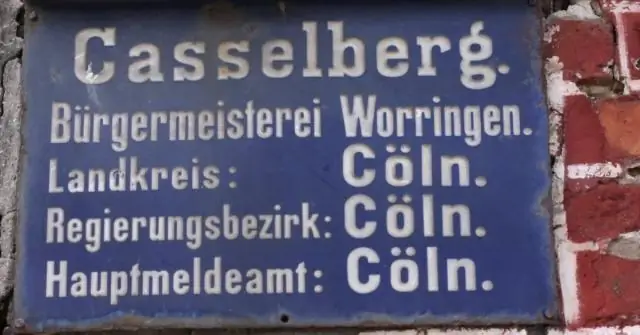 Casselberg.
Bürgermeisterei Worringen.
Landkreis: Cöln.
Regierungsbezirk: Cöln.
Hauptmeldeamt: Cöln.